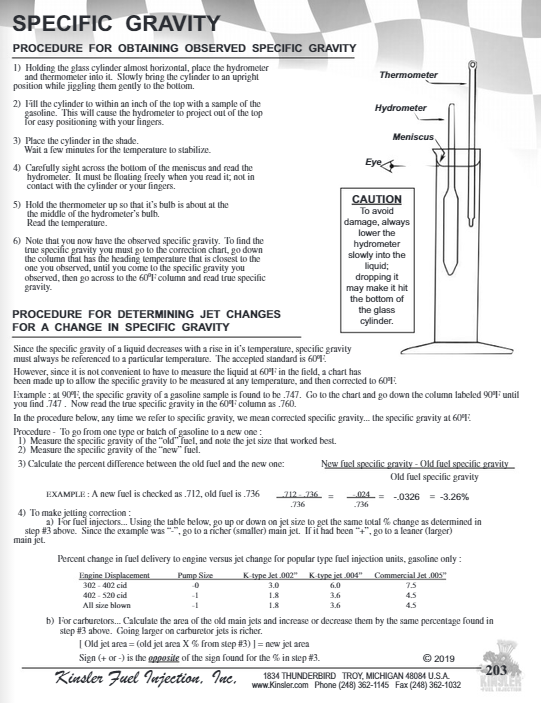 SPECIFIC GRAVITY
PROCEDURE FOR OBTAINING OBSERVED SPECIFIC GRAVITY
1) Holding the glass cylinder almost horizontal, place the hydrometer
and thermometer into it. Slowly bring the cylinder to an upright
position while jiggling them gently to the bottom.
2) Fill the cylinder to within an inch of the top with a sample of the
gasoline. This will cause the hydrometer to project out of the top
for easy positioning with your fingers.
3) Place the cylinder in the shade.
Wait a few minutes for the temperature to stabilize.
4) Carefully sight across the bottom of the meniscus and read the
hydrometer. It must be floating freely when you read it; not in
contact with the cylinder or your fingers.
5) Hold the thermometer up so that it's bulb is about at the
the middle of the hydrometer's bulb.
Read the temperature.
6) Note that you now have the observed specific gravity. To find the
true specific gravity you must go to the correction chart, go down
the column that has the heating temperature that is closest to the
one you observed, until you come to the specific gravity you
observed, then go across to the 60ºF column and read true specific
gravity.
Thermometer
Hydrometer
Meniscus
Eye
CAUTION
To avoid
damage, always
lower the
hydrometer
slowly into the
liquid;
dropping it
may make it hit
the bottom of
the glass
cylinder.
PROCEDURE FOR DETERMINING JET CHANGES
FOR A CHANGE IN SPECIFIC GRAVITY
Since the specific gravity of a liquid decreases with a rise in it's temperature, specific gravity
must always be referenced to a particular temperature. The accepted standard is 60ºF.
However, since it is not convenient to have to measure the liquid at 60ºF in the field, a chart has
been made up to allow the specific gravity to be measured at any temperature, and then corrected to 60ºF.
Example : at 90ºF, the specific gravity of a gasoline sample is found to be .747. Go to the chart and go down the column labeled 90ºF until
you find .747 . Now read the true specific gravity in the 60ºF column as .760.
In the procedure below, any time we refer to specific gravity, we mean corrected specific gravity... the specific gravity at 60ºF.
Procedure - To go from one type or batch of gasoline to a new one :
1) Measure the specific gravity of the "old" fuel, and note the jet size that worked best.
2) Measure the specific gravity of the "new" fuel.
3) Calculate the percent difference between the old fuel and the new one: New fuel specific gravity - Old fuel specific gravity
Old fuel specific gravity
EXAMPLE : A new fuel is checked as .712, old fuel is .736 .712 - .736 = -.024 = -.0326 = -3.26%
.736 .736
4) To make jetting correction :
a) For fuel injectors... Using the table below, go up or down on jet size to get the same total % change as determined in
step #3 above. Since the example was "-", go to a richer (smaller) main jet. If it had been "+", go to a leaner (larger)
main jet.
Percent change in fuel delivery to engine versus jet change for popular type fuel injection units, gasoline only :
Engine Displacement Pump Size K-type Jet .002" K-type jet .004" Commercial Jet .005"
302 - 402 cid -0 3.0 6.0 7.5
402 - 520 cid -1 1.8 3.6 4.5
All size blown -1 1.8 3.6 4.5
b) For carburetors... Calculate the area of the old main jets and increase or decrease them by the same percentage found in
step #3 above. Going larger on carburetor jets is richer.
[ Old jet area = (old jet area X % from step #3) ] = new jet area
Sign (+ or -) is the opposite of the sign found for the % in step #3.
© 2019
203
Kinsler Fuel Injection, Inc. 1834 THUNDERBIRD TROY, MICHIGAN 48084 U.S.A.
www.Kinsler.com Phone (248) 362-1145 Fax (248) 362-1032
KINSLER
FUEL INJECTION